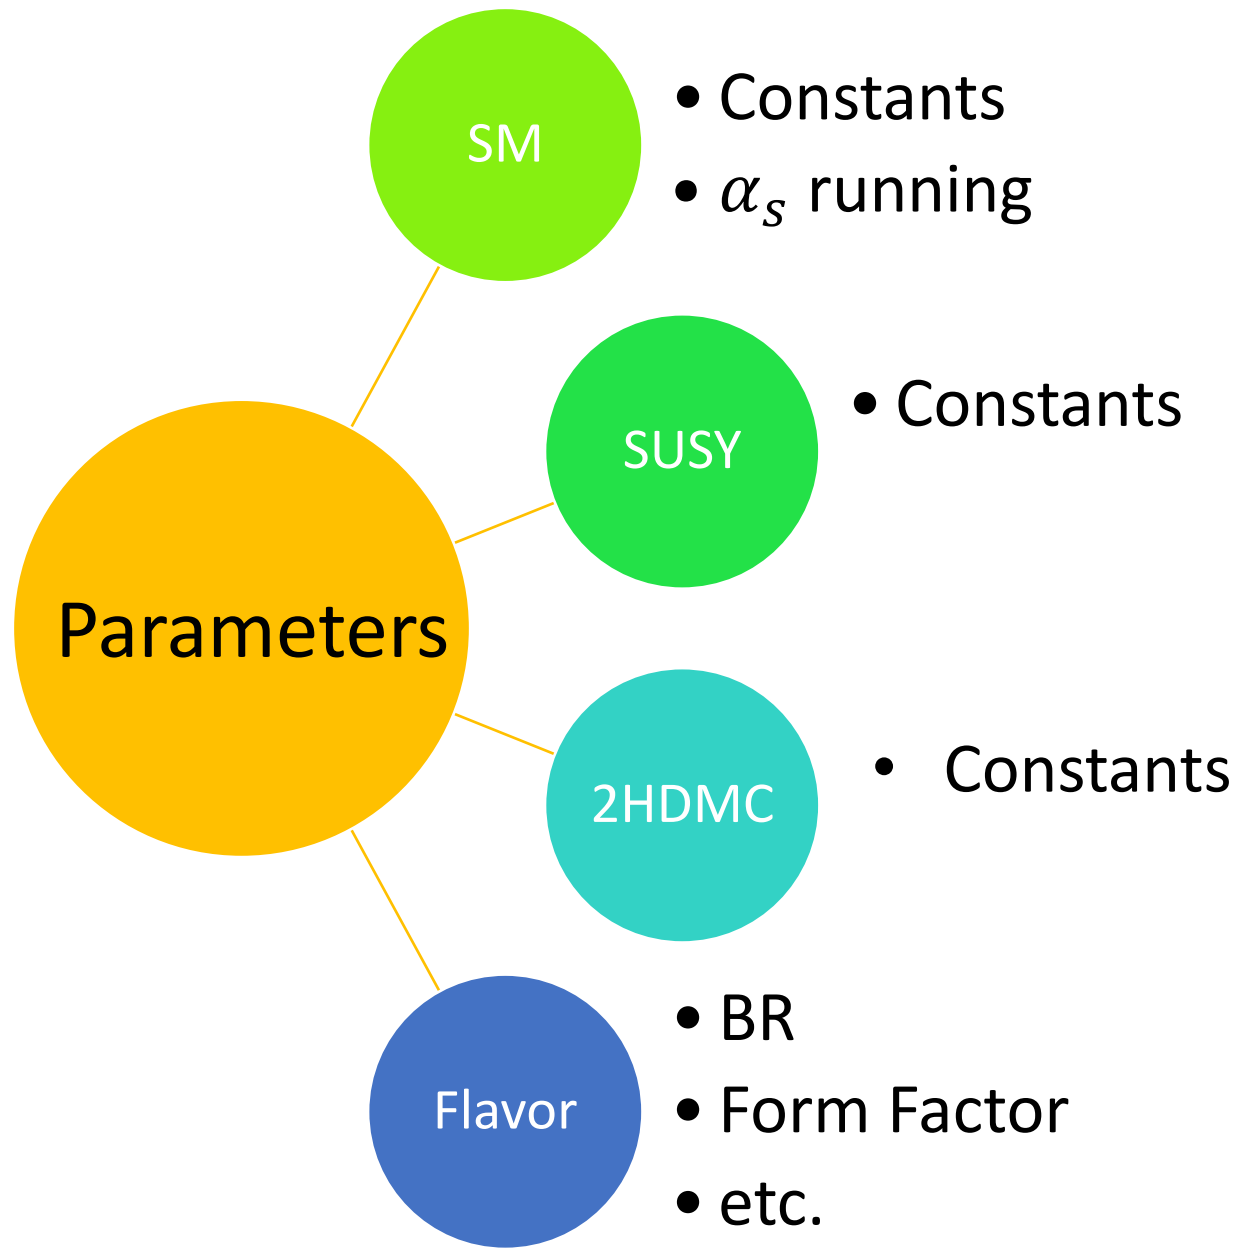 SM
• Constants
• αₛ running
SUSY
• Constants
Parameters
2HDMC
• Constants
Flavor
• BR
• Form Factor
• etc.